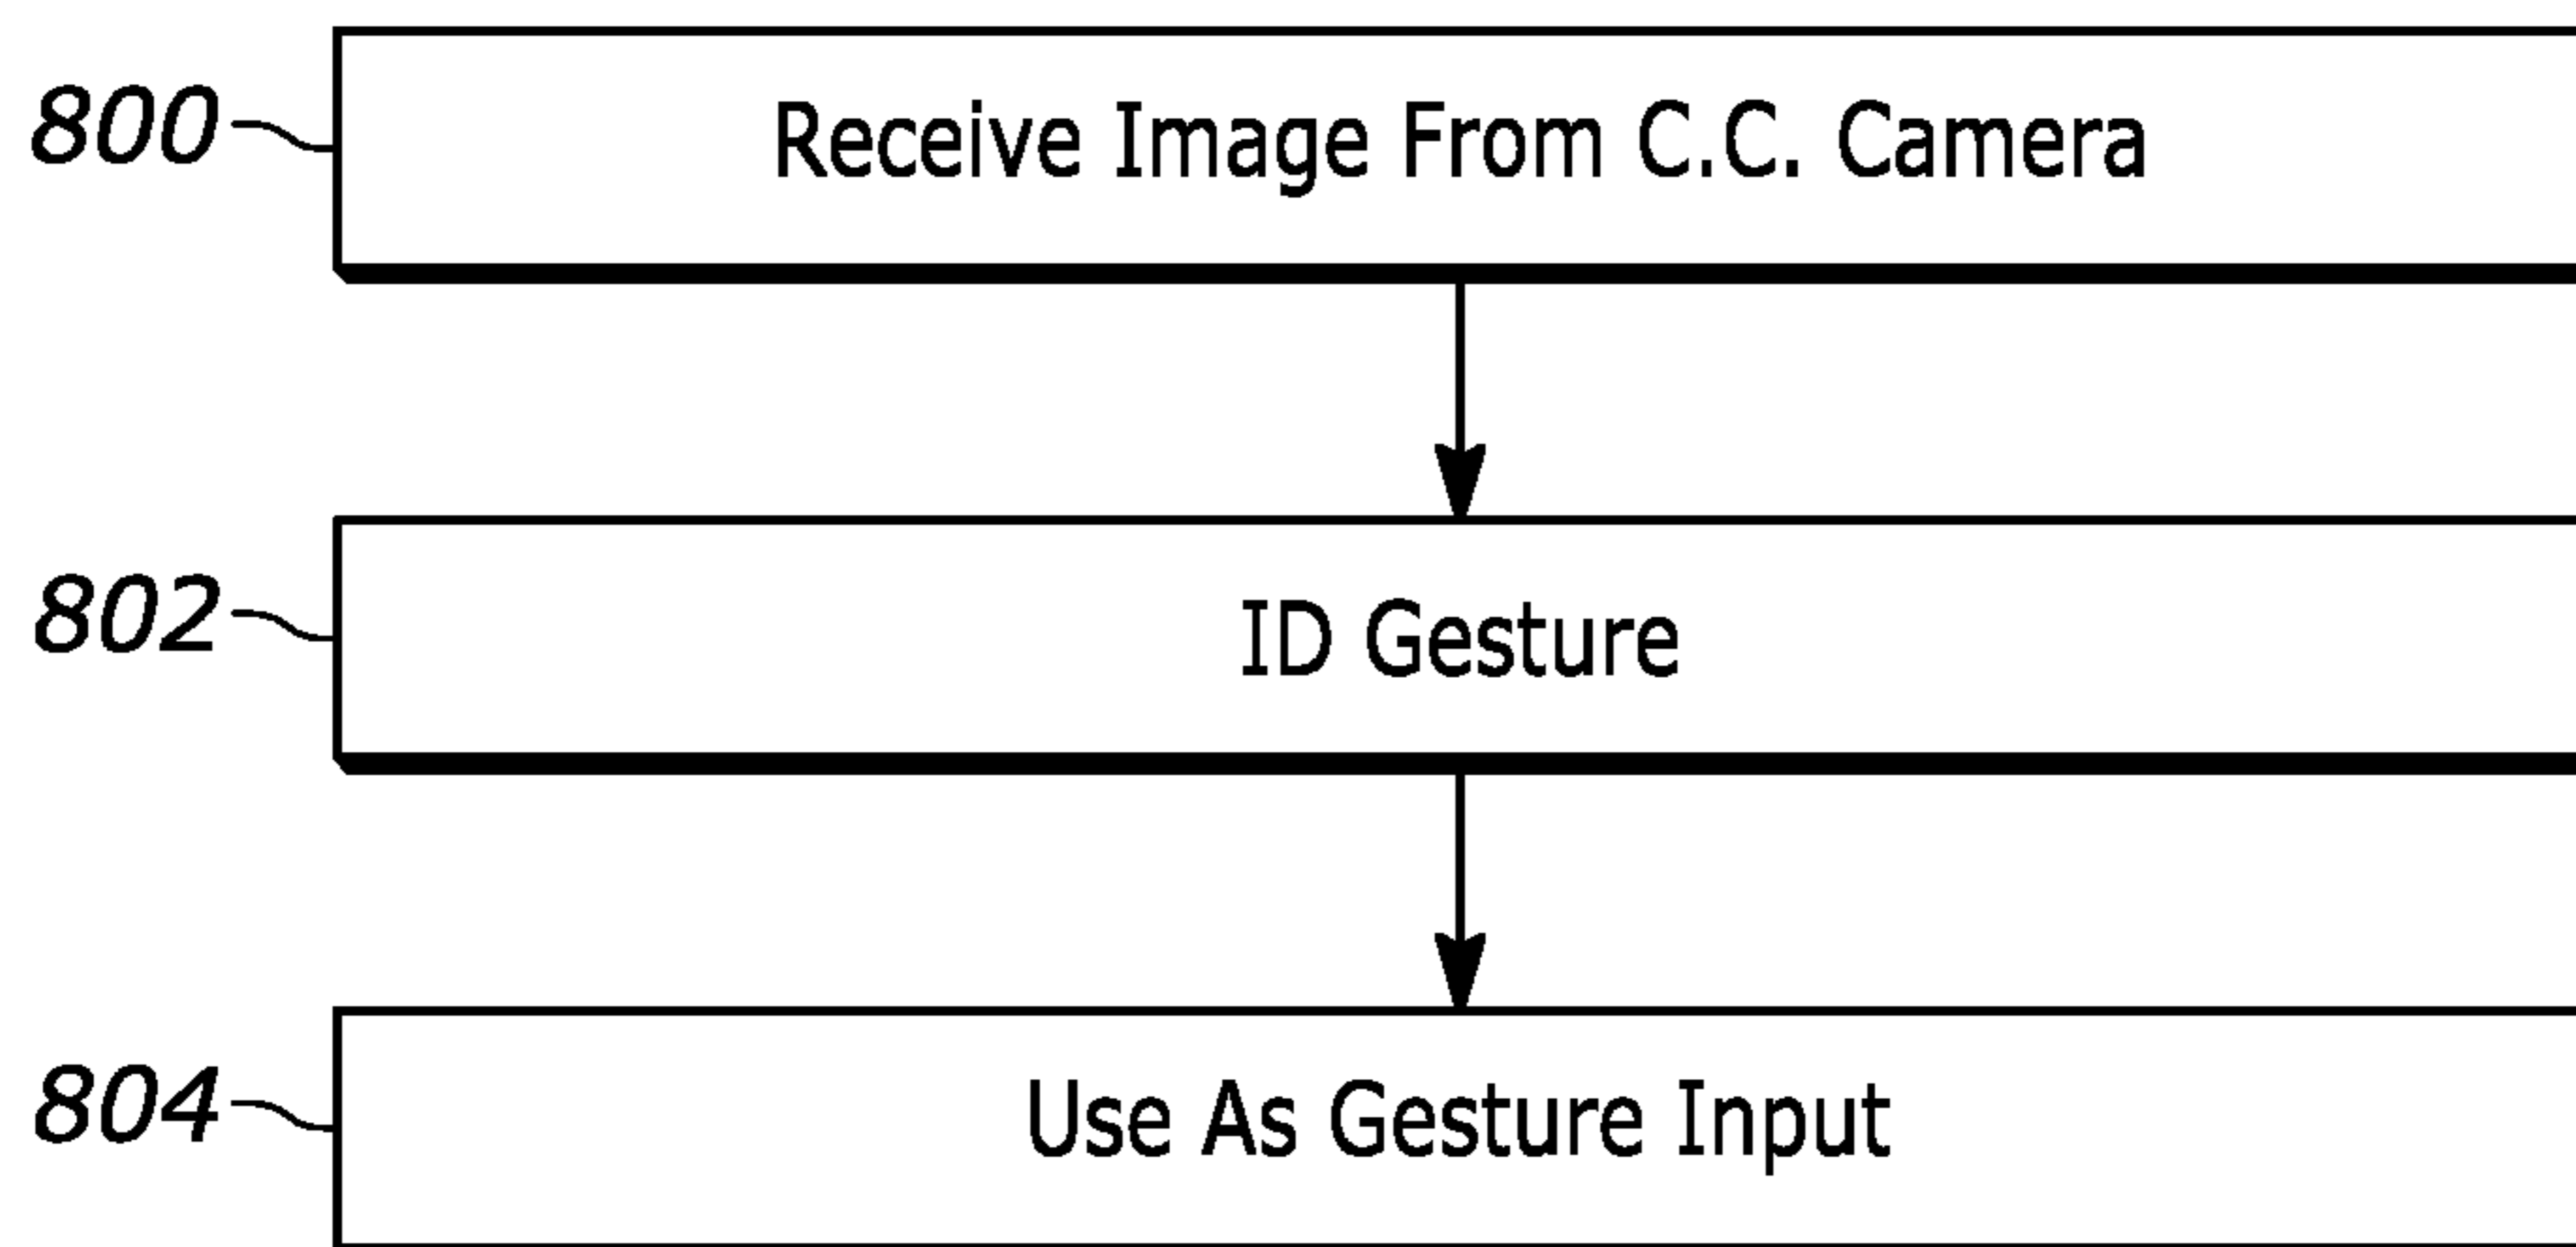 800 Receive Image From C.C. Camera
802 ID Gesture
804 Use As Gesture Input